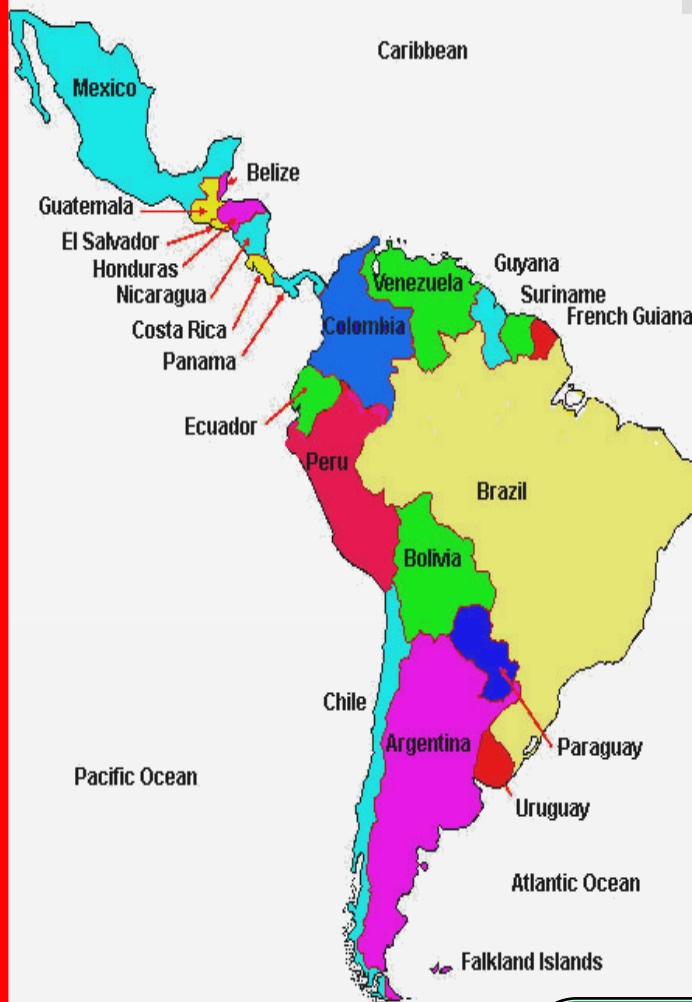 Caribbean
Mexico
Belize
Guatemala
El Salvador
Honduras
Nicaragua
Costa Rica
Panama
Venezuela
Guyana
Suriname
French Guiana
Colombia
Ecuador
Peru
Brazil
Bolivia
Chile
Argentina
Paraguay
Pacific Ocean
Uruguay
Atlantic Ocean
Falkland Islands